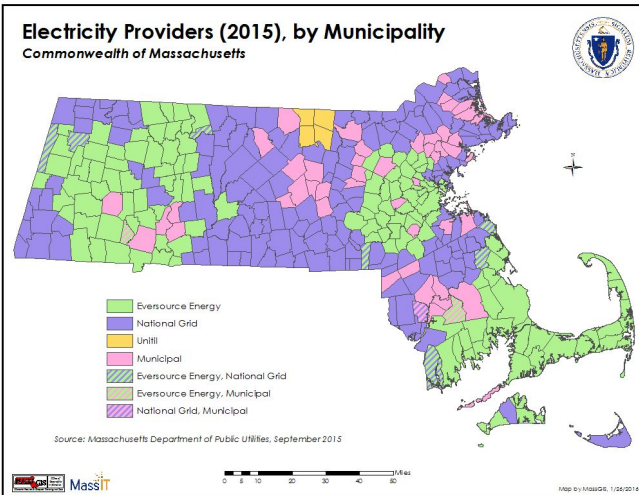 Electricity Providers (2015), by Municipality
Commonwealth of Massachusetts
N
Eversource Energy
National Grid
Unitil
Municipal
Eversource Energy, National Grid
Eversource Energy, Municipal
National Grid, Municipal
Source: Massachusetts Department of Public Utilities, September 2015
MassIT
0 5 10 20 30 40 50 Miles
Map by MassGIS, 1/26/2016